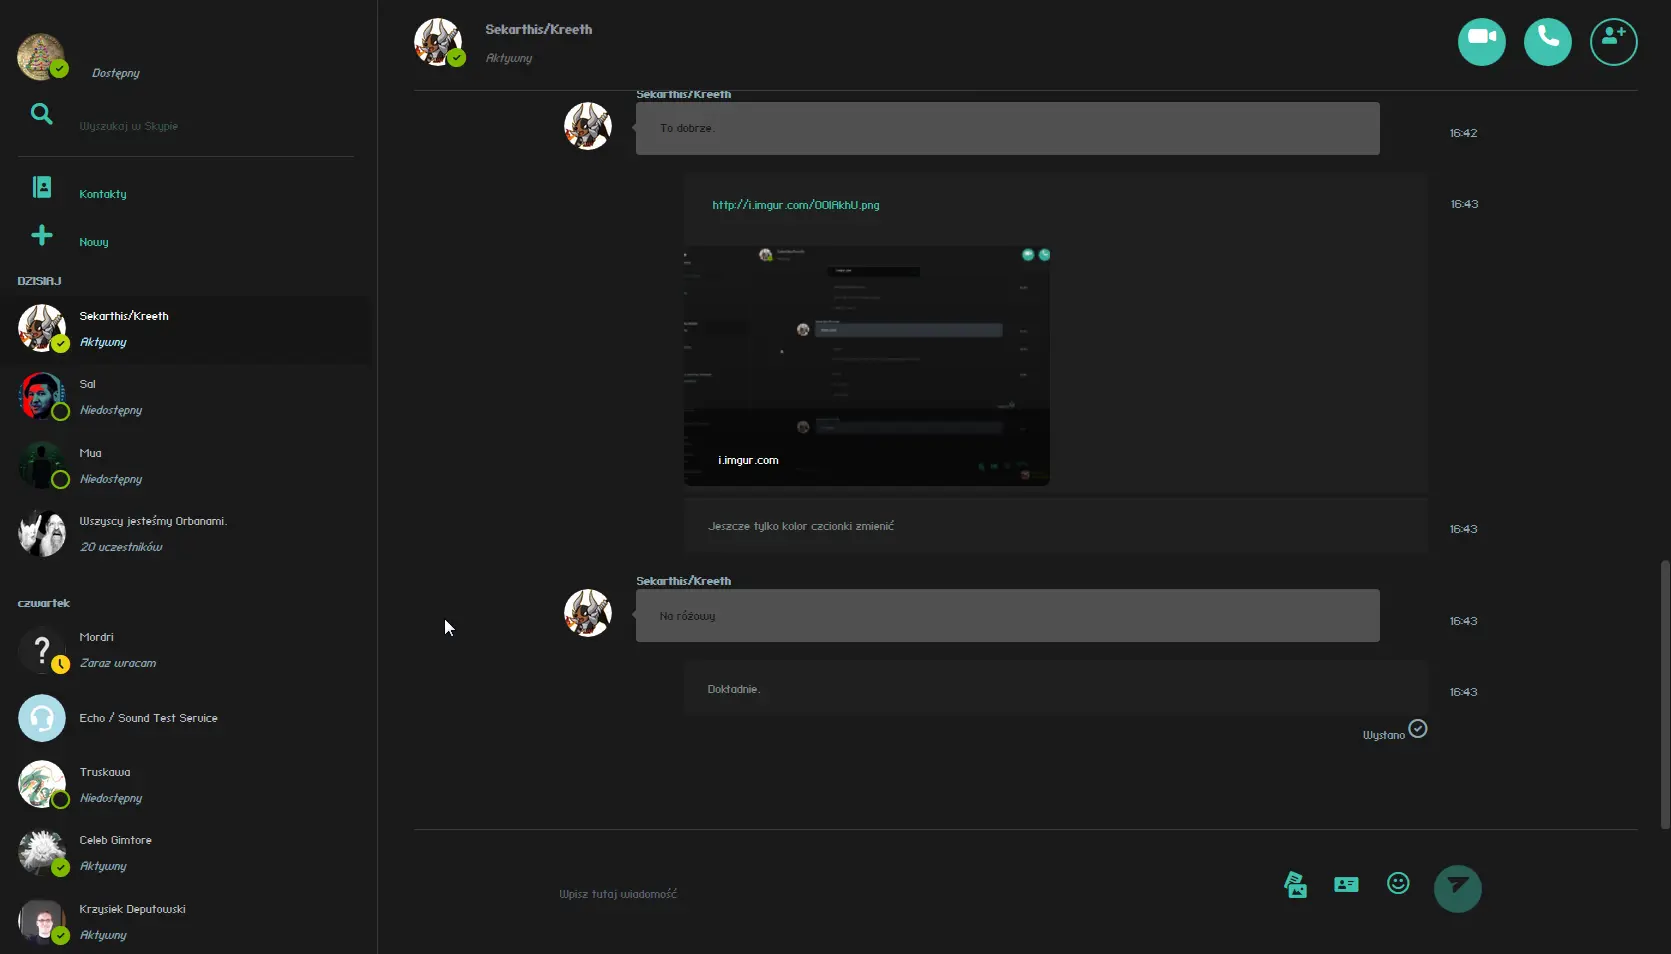 Dostępny
Wyszukaj w Skypie
Kontakty
Nowy
DZISIAJ
Sekarthis/Kreeth
Aktywny
Sal
Niedostępny
Mua
Niedostępny
Wszyscy jesteśmy Orbanami.
20 uczestników
czwartek
Mordri
Zaraz wracam
Echo / Sound Test Service
Truskawa
Niedostępny
Celeb Gimtore
Aktywny
Krzysiek Deputowski
Aktywny
Sekarthis/Kreeth
Aktywny
Sekarthis/Kreeth
To dobrze.
16:42
http://i.imgur.com/OOlAkhU.png
16:43
i.imgur.com
Jeszcze tylko kolor czcionki zmienić
16:43
Sekarthis/Kreeth
Na różowy
16:43
Dokładnie.
16:43
Wysłano
Wpisz tutaj wiadomość